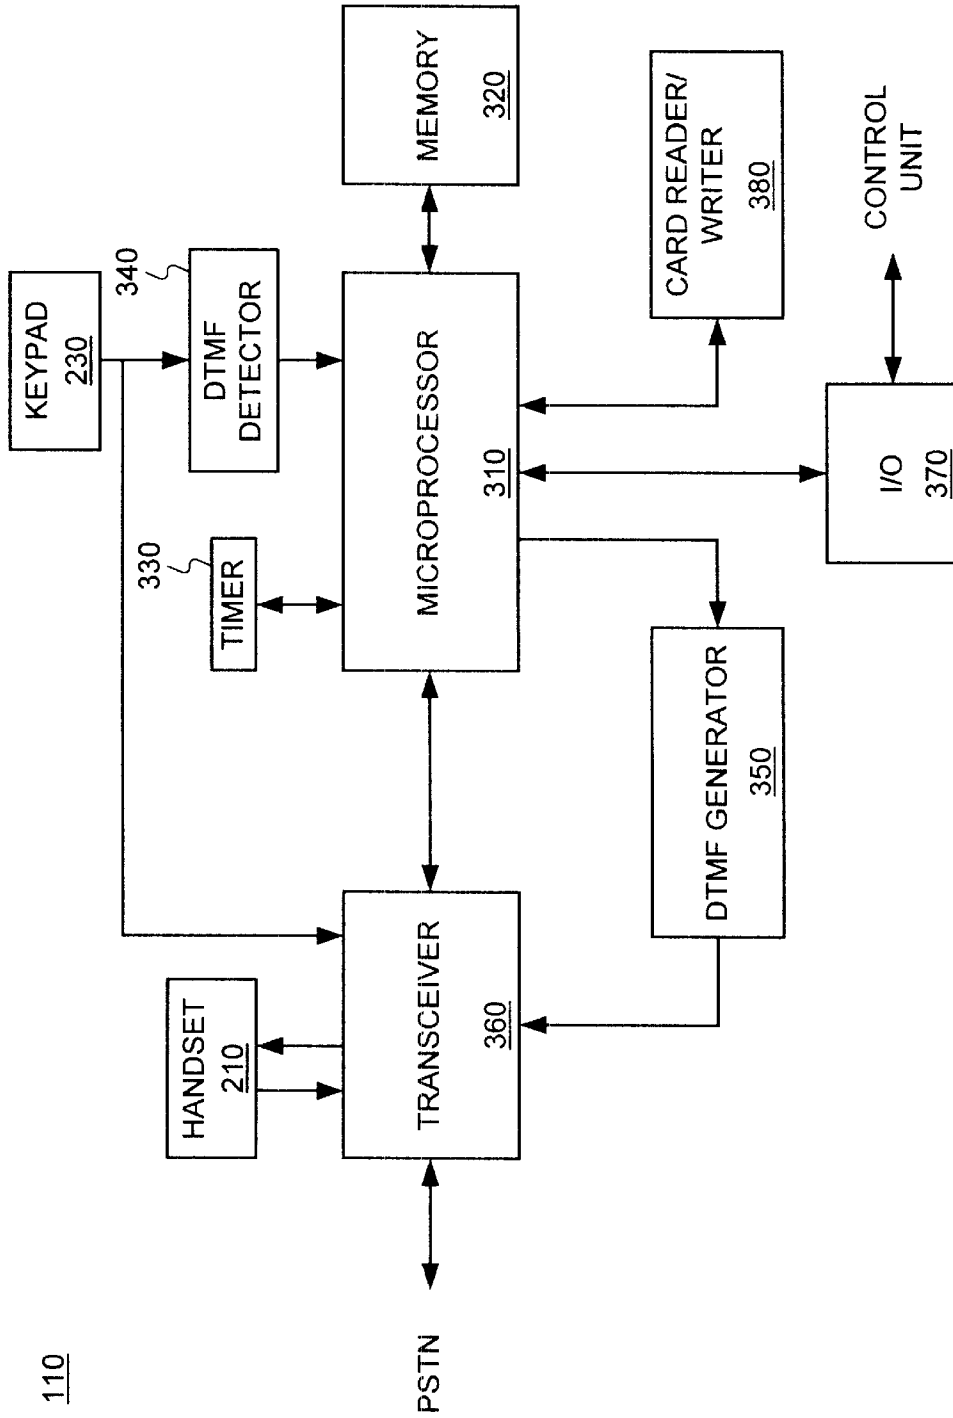 110
KEYPAD
230
340
HANDSET
210
330
TIMER
DTMF
DETECTOR
PSTN
TRANSCEIVER
360
MICROPROCESSOR
310
MEMORY
320
DTMF GENERATOR
350
CARD READER/
WRITER
380
I/O
370
CONTROL
UNIT